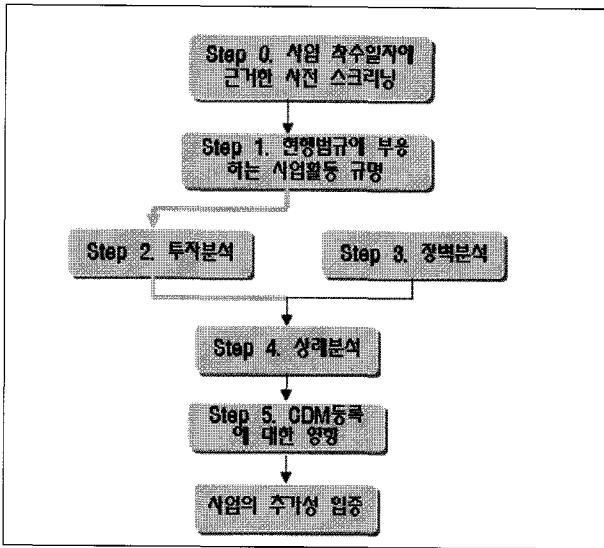 Step 0. 사업 착수일자에
근거한 사전 스크리닝
Step 1. 현행법규에 부응
하는 사업활동 규명
Step 2. 투자분석
Step 3. 장벽분석
Step 4. 상례분석
Step 5. CDM등록
에 대한 영향
사업의 추가성 입증